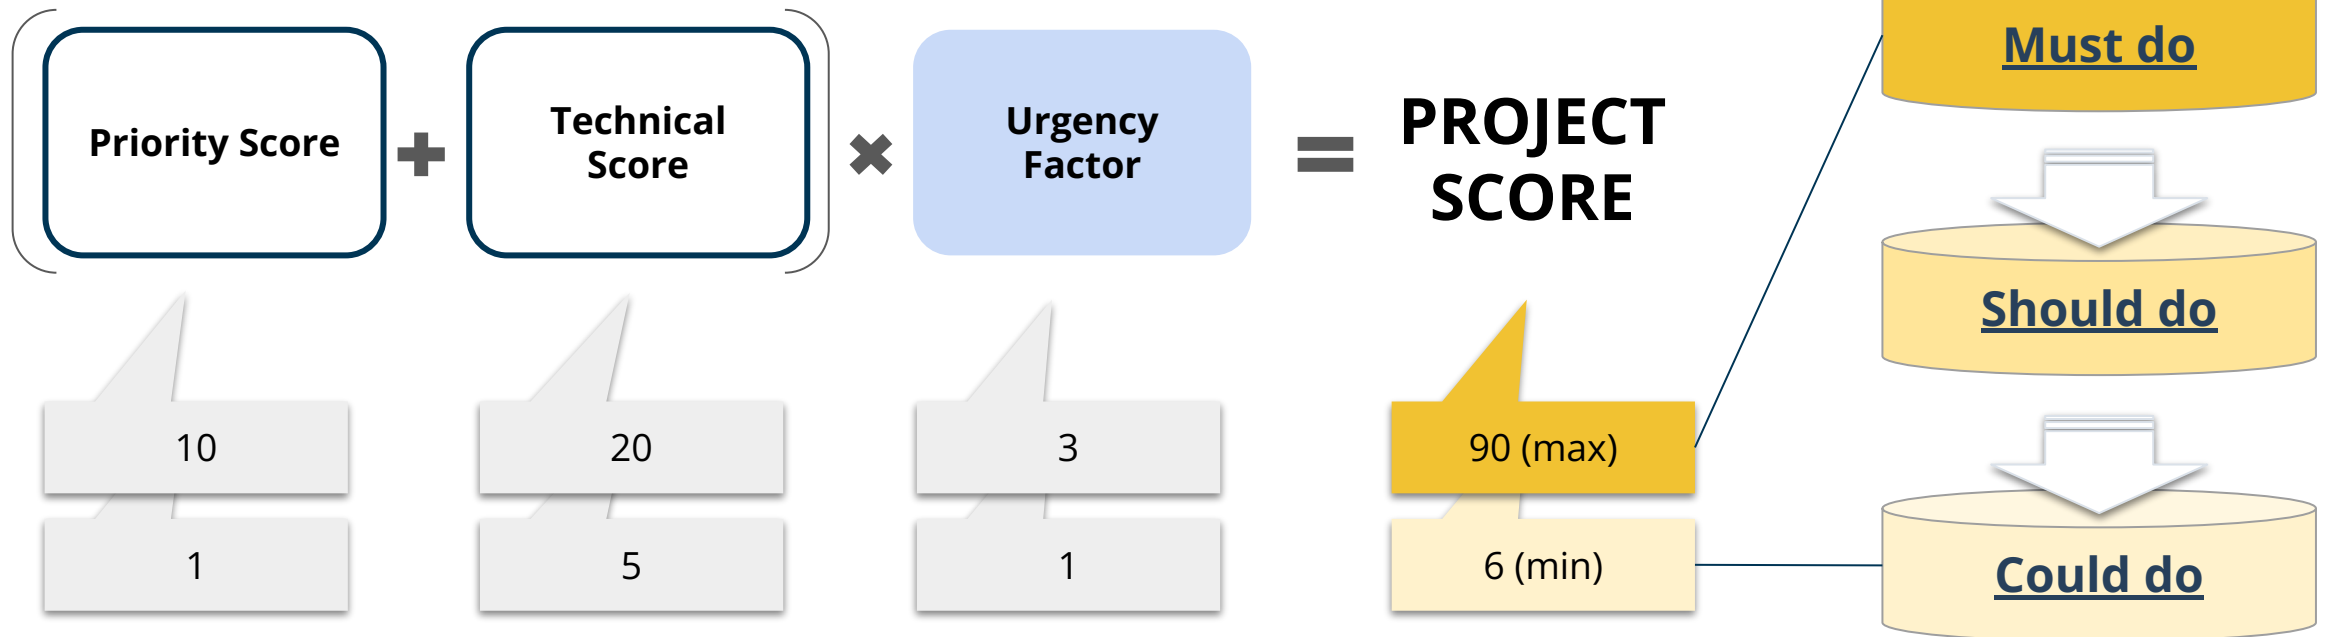 Priority Score
Technical
Score
Urgency
Factor
PROJECT
SCORE
Must do
Should do
Could do
10
20
3
90 (max)
1
5
1
6 (min)